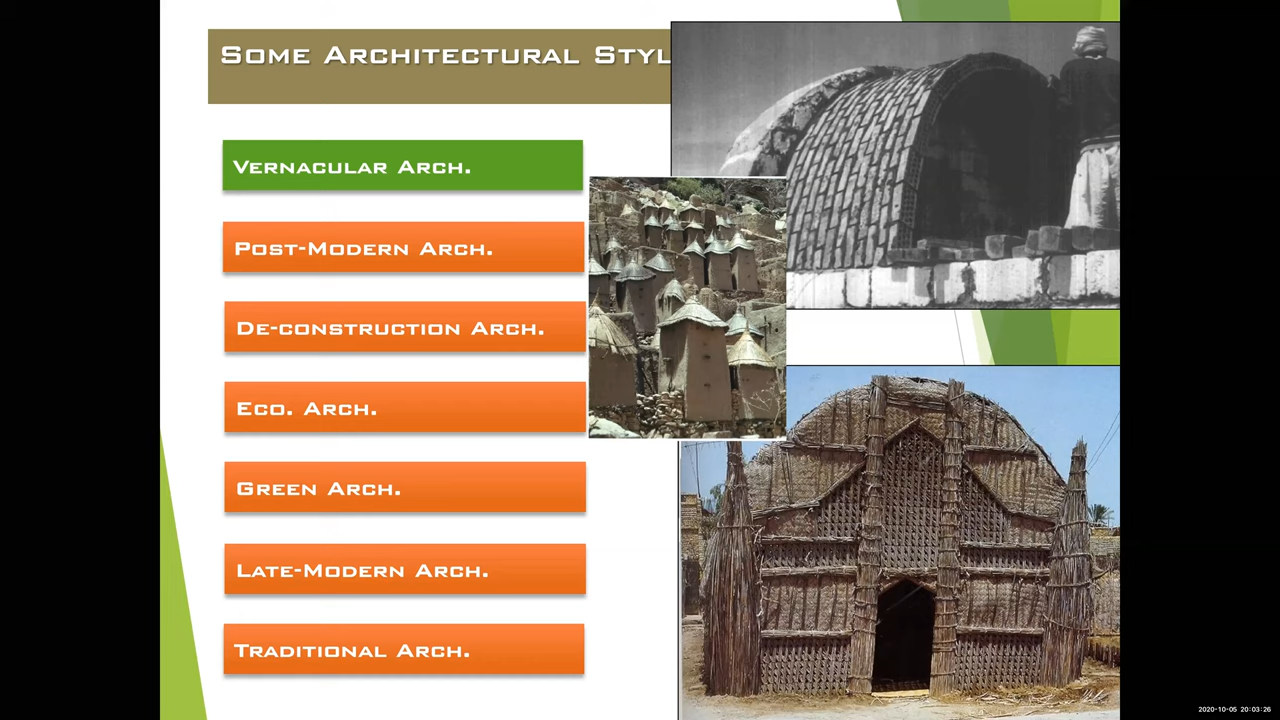 Some Architectural Styl
Vernacular Arch.
Post-Modern Arch.
De-construction Arch.
Eco. Arch.
Green Arch.
Late-Modern Arch.
Traditional Arch.
2020-10-05 20:03:26